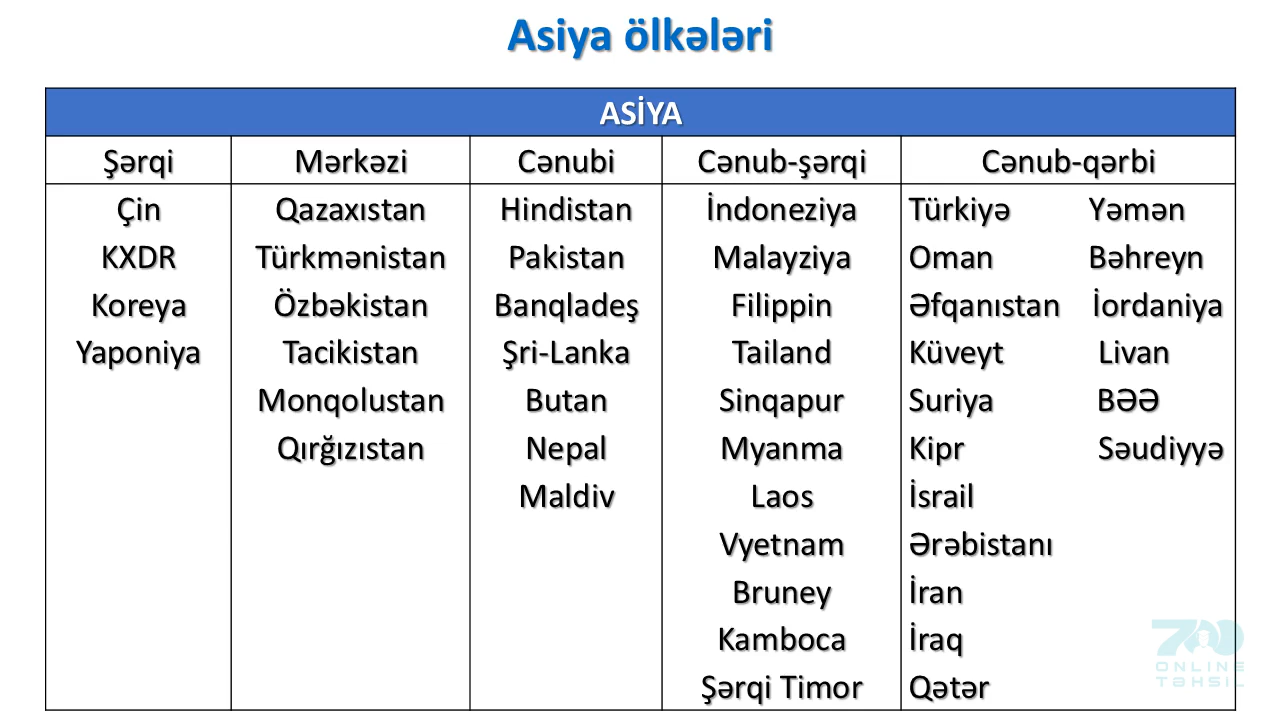 Asiya ölkələri
ASİYA
Şərqi Mərkəzi Cənubi Cənub-şərqi Cənub-qərbi
Çin Qazaxıstan Hindistan İndoneziya Türkiyə Yəmən
KXDR Türkmənistan Pakistan Malayziya Oman Bəhreyn
Koreya Özbəkistan Banqladeş Filippin Əfqanıstan İordaniya
Yaponiya Tacikistan Şri-Lanka Tailand Küveyt Livan
Monqolustan Butan Sinqapur Suriya BƏƏ
Qırğızıstan Nepal Myanma Kipr Səudiyyə
Maldiv Laos İsrail
Vyetnam Ərəbistanı
Bruney İran
Kamboca İraq
Şərqi Timor Qətər
700
ONLINE
TƏHSİL